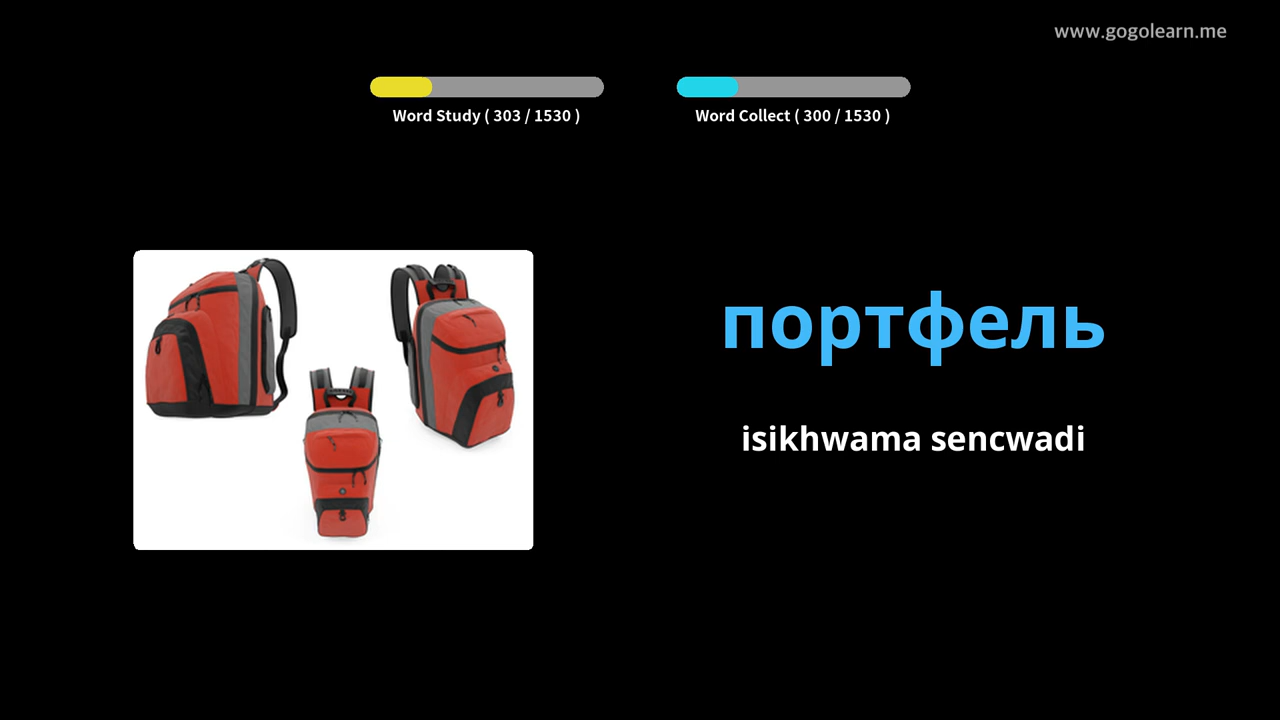 www.gogolearn.me
Word Study ( 303 / 1530 )
Word Collect ( 300 / 1530 )
портфель
isikhwama sencwadi